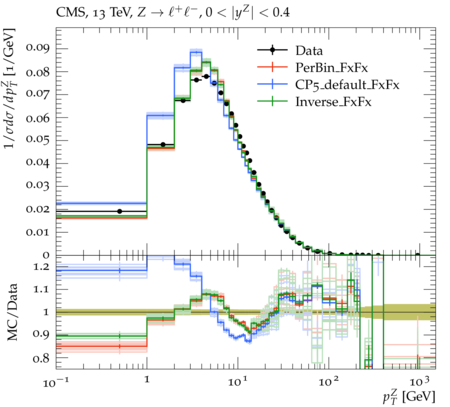 CMS, 13 TeV, Z → ℓ⁺ℓ⁻, 0 < |y^Z| < 0.4
1/σdσ/dp_T^Z [1/GeV]
0.09
0.08
0.07
0.06
0.05
0.04
0.03
0.02
0.01
0
Data
PerBin_FxFx
CP5_default_FxFx
Inverse_FxFx
MC/Data
1.2
1.1
1
0.9
0.8
10⁻¹ 1 10¹ 10² 10³
p_T^Z [GeV]